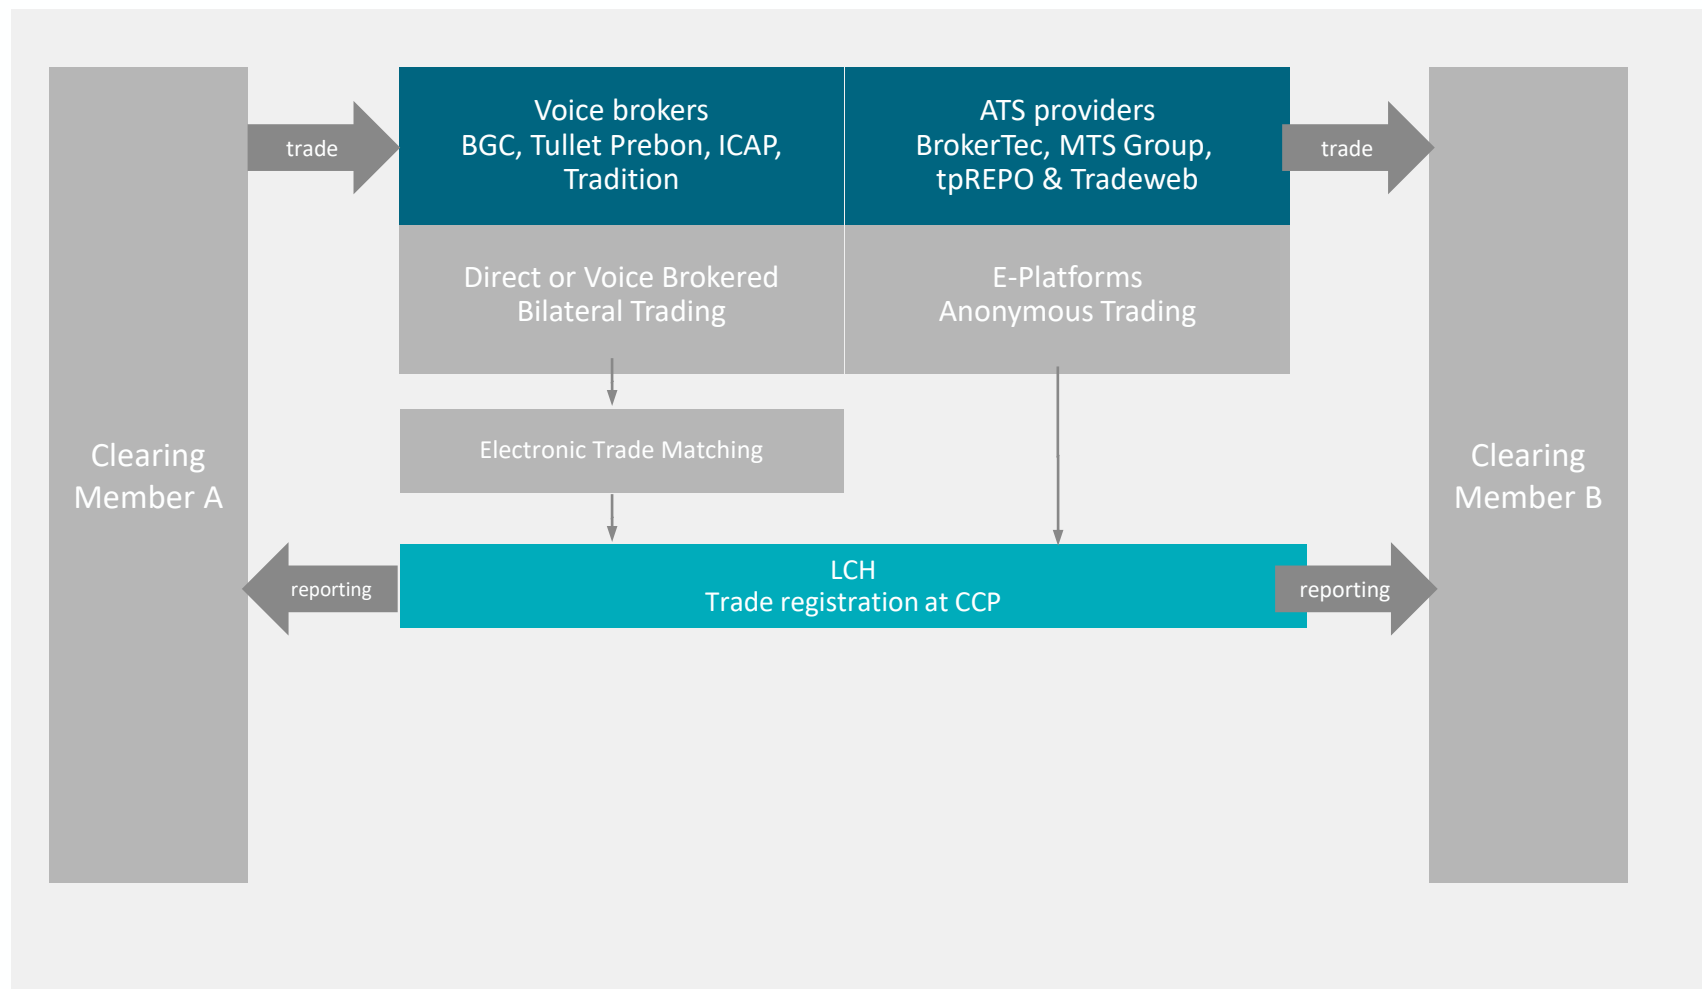 trade
Voice brokers
BGC, Tullet Prebon, ICAP,
Tradition
ATS providers
BrokerTec, MTS Group,
tpREPO & Tradeweb
trade
Direct or Voice Brokered
Bilateral Trading
E-Platforms
Anonymous Trading
Clearing
Member A
Electronic Trade Matching
Clearing
Member B
reporting
LCH
Trade registration at CCP
reporting